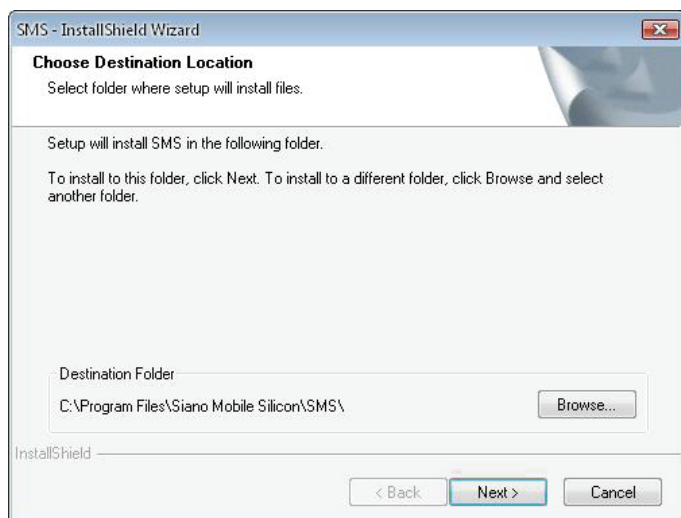 SMS - InstallShield Wizard
Choose Destination Location
Select folder where setup will install files.
Setup will install SMS in the following folder.
To install to this folder, click Next. To install to a different folder, click Browse and select
another folder.
Destination Folder
C:\Program Files\Siano Mobile Silicon\SMS\
Browse...
InstallShield
< Back
Next >
Cancel